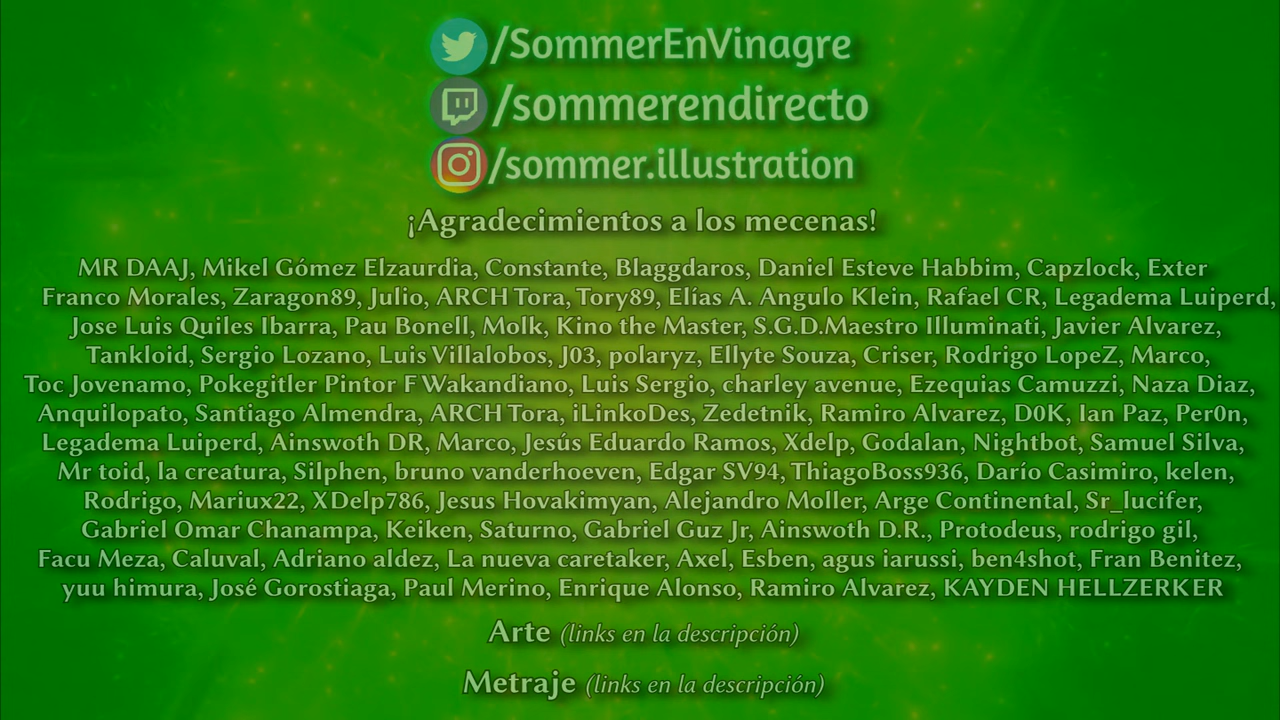 /SommerEnVinagre
/sommerendirecto
/sommer.illustration
¡Agradecimientos a los mecenas!
MR DAAJ, Mikel Gómez Elzaurdia, Constante, Blaggdaros, Daniel Esteve Habbim, Capzlock, Exter
Franco Morales, Zaragon89, Julio, ARCH Tora, Tory89, Elías A. Angulo Klein, Rafael CR, Legadema Luiperd,
Jose Luis Quiles Ibarra, Pau Bonell, Molk, Kino the Master, S.G.D.Maestro Illuminati, Javier Alvarez,
Tankloid, Sergio Lozano, Luis Villalobos, J03, polaryz, Ellyte Souza, Criser, Rodrigo LopeZ, Marco,
Toc Jovenamo, Pokegitler Pintor F Wakandiano, Luis Sergio, charley avenue, Ezequias Camuzzi, Naza Diaz,
Anquilopato, Santiago Almendra, ARCH Tora, iLinkoDes, Zedetnik, Ramiro Alvarez, D0K, Ian Paz, Per0n,
Legadema Luiperd, Ainswoth DR, Marco, Jesús Eduardo Ramos, Xdelp, Godalan, Nightbot, Samuel Silva,
Mr toid, la creatura, Silphen, bruno vanderhoeven, Edgar SV94, ThiagoBoss936, Darío Casimiro, kelen,
Rodrigo, Mariux22, XDelp786, Jesus Hovakimyan, Alejandro Moller, Arge Continental, Sr_lucifer,
Gabriel Omar Chanampa, Keiken, Saturno, Gabriel Guz Jr, Ainswoth D.R., Protodeus, rodrigo gil,
Facu Meza, Caluval, Adriano aldez, La nueva caretaker, Axel, Esben, agus iarussi, ben4shot, Fran Benitez,
yuu himura, José Gorostiaga, Paul Merino, Enrique Alonso, Ramiro Alvarez, KAYDEN HELLZERKER
Arte (links en la descripción)
Metraje (links en la descripción)